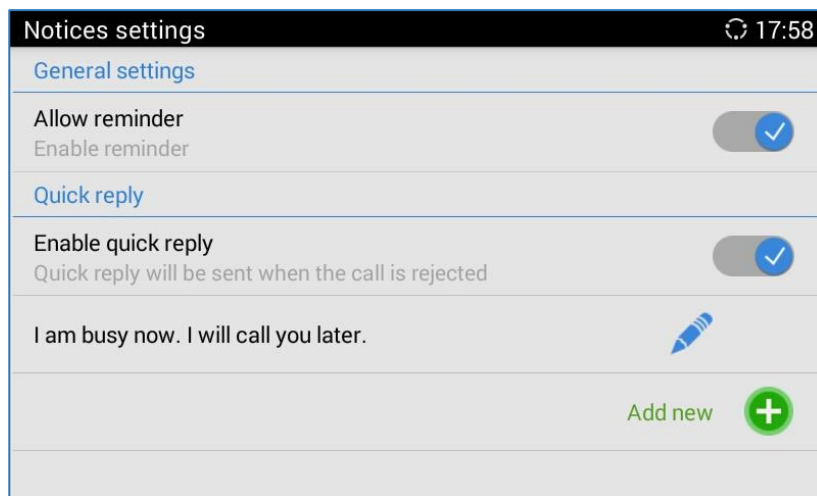 Notices settings 17:58
General settings
Allow reminder
Enable reminder
Quick reply
Enable quick reply
Quick reply will be sent when the call is rejected
I am busy now. I will call you later.
Add new